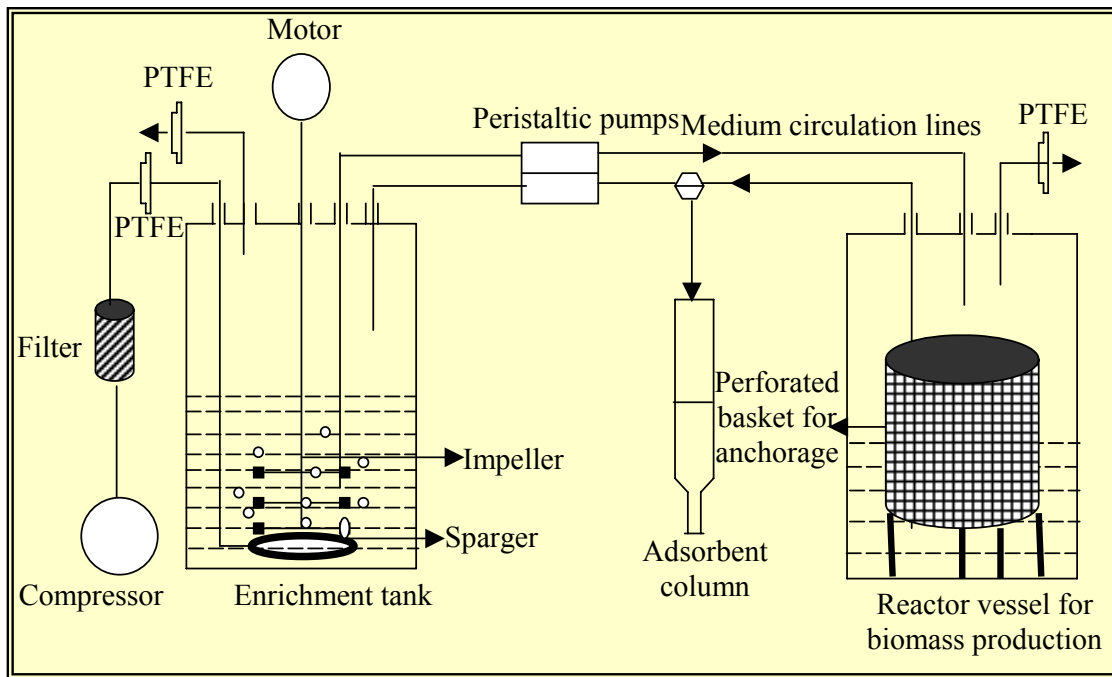 Motor
PTFE
PTFE
Peristaltic pumps
Medium circulation lines
PTFE
Filter
Perforated
basket for
anchorage
Impeller
Sparger
Compressor
Enrichment tank
Adsorbent
column
Reactor vessel for
biomass production